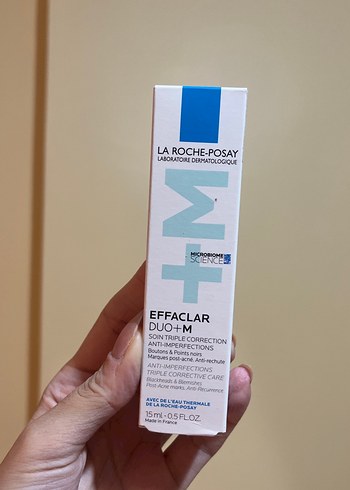 LA ROCHE-POSAY
LABORATOIRE DERMATOLOGIQUE
+M
MICROBIOME
SCIENCE
EFFACLAR
DUO+M
SOIN TRIPLE CORRECTION
ANTI-IMPERFECTIONS
Boutons & Points noirs
Marques post-acné, Anti-rechute
ANTI-IMPERFECTIONS
TRIPLE CORRECTIVE CARE
Blackheads & Blemishes
Post-Acne marks, Anti-Recurrence
AVEC DE L'EAU THERMALE
DE LA ROCHE-POSAY
15 ml - 0.5 FL.OZ.
Made in France